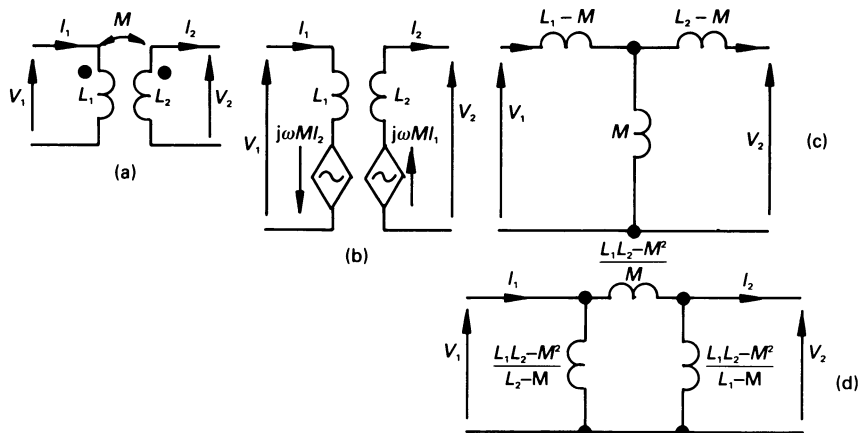 I₁ M I₂
V₁ L₁ L₂ V₂
(a)
I₁ I₂
L₁ L₂
V₁ jωMI₂ jωMI₁ V₂
(b)
L₁ – M L₂ – M
V₁ M V₂
(c)
L₁L₂–M²
M
I₁ I₂
V₁ V₂
L₁L₂–M²
L₂–M
L₁L₂–M²
L₁–M
(d)